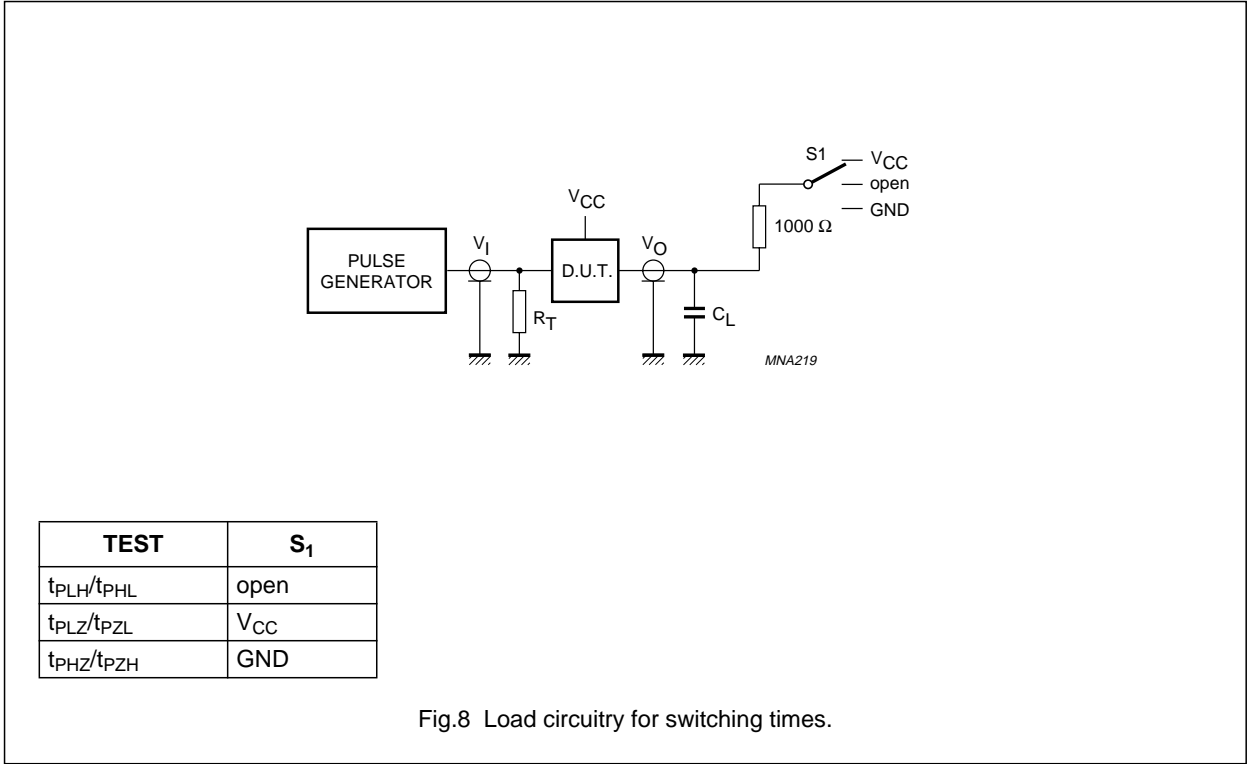 S1
VCC
open
GND
1000 Ω
VCC
PULSE
GENERATOR
VI
D.U.T.
VO
RT
CL
MNA219
TEST S1
tPLH/tPHL open
tPLZ/tPZL VCC
tPHZ/tPZH GND
Fig.8 Load circuitry for switching times.